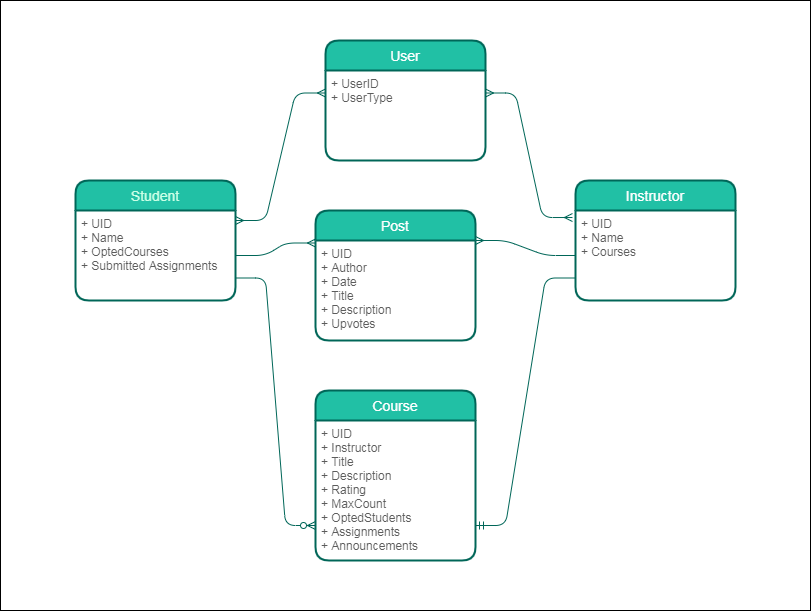 User
+ UserID
+ UserType
Student
+ UID
+ Name
+ OptedCourses
+ Submitted Assignments
Post
+ UID
+ Author
+ Date
+ Title
+ Description
+ Upvotes
Instructor
+ UID
+ Name
+ Courses
Course
+ UID
+ Instructor
+ Title
+ Description
+ Rating
+ MaxCount
+ OptedStudents
+ Assignments
+ Announcements